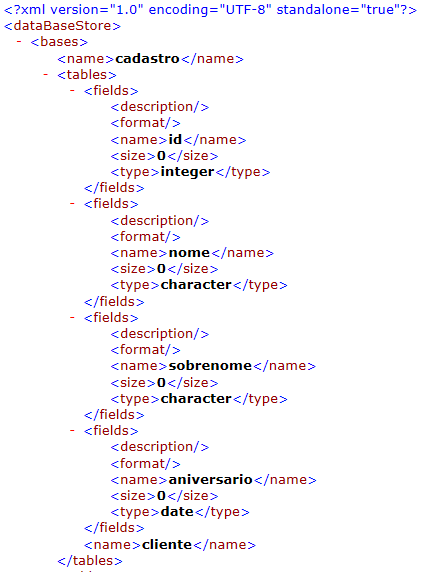 <?xml version="1.0" encoding="UTF-8" standalone="true"?>
<dataBaseStore>
- <bases>
<name>cadastro</name>
- <tables>
- <fields>
<description/>
<format/>
<name>id</name>
<size>0</size>
<type>integer</type>
</fields>
- <fields>
<description/>
<format/>
<name>nome</name>
<size>0</size>
<type>character</type>
</fields>
- <fields>
<description/>
<format/>
<name>sobrenome</name>
<size>0</size>
<type>character</type>
</fields>
- <fields>
<description/>
<format/>
<name>aniversario</name>
<size>0</size>
<type>date</type>
</fields>
<name>cliente</name>
</tables>